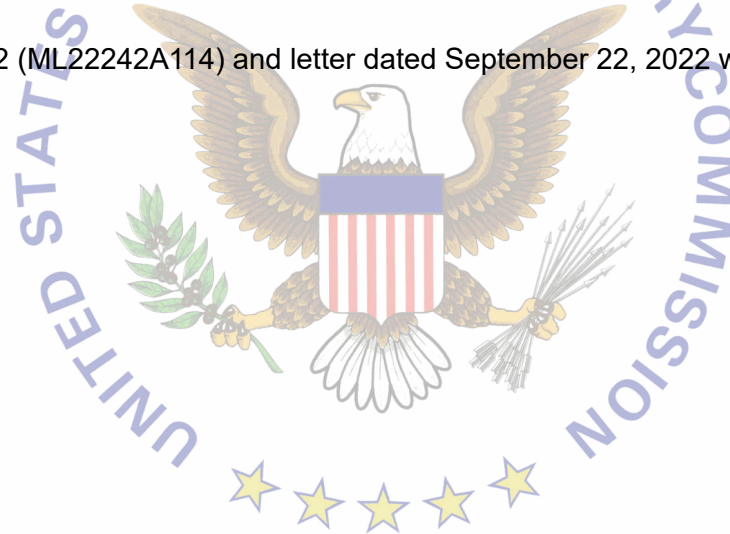 2 (ML22242A114) and letter dated September 22, 2022 w
UNITED STATES
Y COMMISSION